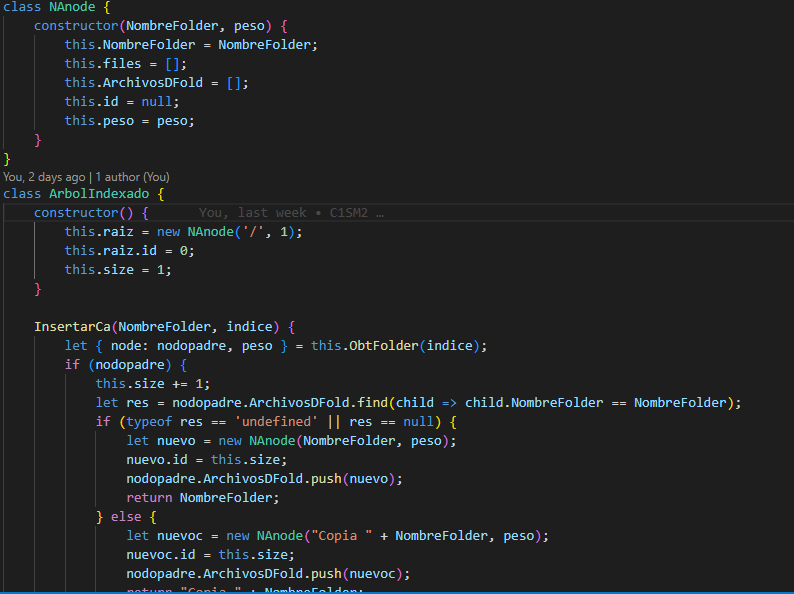 class NAnode {
    constructor(NombreFolder, peso) {
        this.NombreFolder = NombreFolder;
        this.files = [];
        this.ArchivosDFold = [];
        this.id = null;
        this.peso = peso;
    }
}
You, 2 days ago | 1 author (You)
class ArbolIndexado {
    constructor() {      You, last week • C1SM2 …
        this.raiz = new NAnode('/', 1);
        this.raiz.id = 0;
        this.size = 1;
    }

    InsertarCa(NombreFolder, indice) {
        let { node: nodopadre, peso } = this.ObtFolder(indice);
        if (nodopadre) {
            this.size += 1;
            let res = nodopadre.ArchivosDFold.find(child => child.NombreFolder == NombreFolder);
            if (typeof res == 'undefined' || res == null) {
                let nuevo = new NAnode(NombreFolder, peso);
                nuevo.id = this.size;
                nodopadre.ArchivosDFold.push(nuevo);
                return NombreFolder;
            } else {
                let nuevoc = new NAnode("Copia " + NombreFolder, peso);
                nuevoc.id = this.size;
                nodopadre.ArchivosDFold.push(nuevoc);
                return "Copia " + NombreFolder;